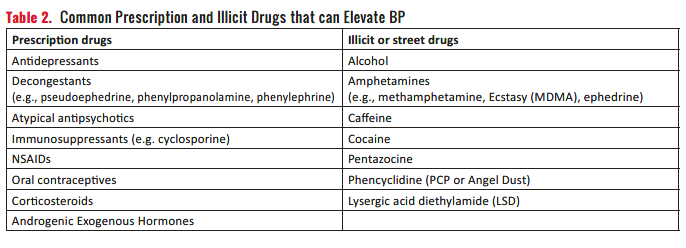 Table 2. Common Prescription and Illicit Drugs that can Elevate BP
Prescription drugs Illicit or street drugs
Antidepressants Alcohol
Decongestants Amphetamines
(e.g., pseudoephedrine, phenylpropanolamine, phenylephrine) (e.g., methamphetamine, Ecstasy (MDMA), ephedrine)
Atypical antipsychotics Caffeine
Immunosuppressants (e.g. cyclosporine) Cocaine
NSAIDs Pentazocine
Oral contraceptives Phencyclidine (PCP or Angel Dust)
Corticosteroids Lysergic acid diethylamide (LSD)
Androgenic Exogenous Hormones